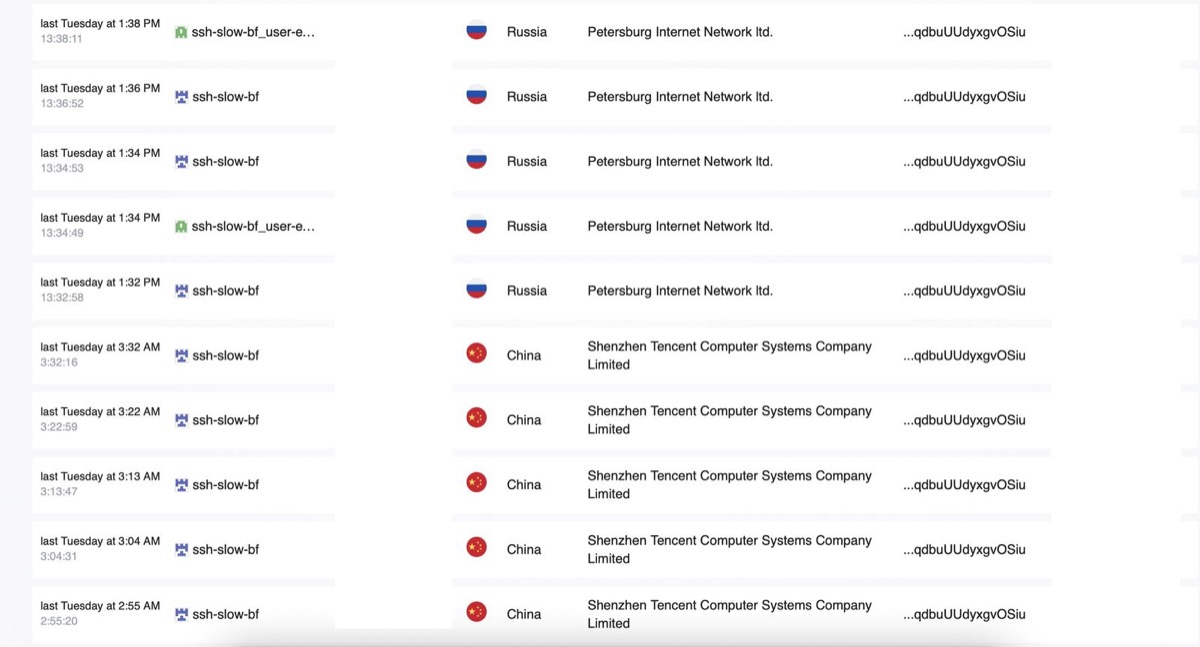 last Tuesday at 1:38 PM
13:38:11
ssh-slow-bf_user-e...
Russia
Petersburg Internet Network ltd.
...qdbuUUdyxgvOSiu
last Tuesday at 1:36 PM
13:36:52
ssh-slow-bf
Russia
Petersburg Internet Network ltd.
...qdbuUUdyxgvOSiu
last Tuesday at 1:34 PM
13:34:53
ssh-slow-bf
Russia
Petersburg Internet Network ltd.
...qdbuUUdyxgvOSiu
last Tuesday at 1:34 PM
13:34:49
ssh-slow-bf_user-e...
Russia
Petersburg Internet Network ltd.
...qdbuUUdyxgvOSiu
last Tuesday at 1:32 PM
13:32:58
ssh-slow-bf
Russia
Petersburg Internet Network ltd.
...qdbuUUdyxgvOSiu
last Tuesday at 3:32 AM
3:32:16
ssh-slow-bf
China
Shenzhen Tencent Computer Systems Company
Limited
...qdbuUUdyxgvOSiu
last Tuesday at 3:22 AM
3:22:59
ssh-slow-bf
China
Shenzhen Tencent Computer Systems Company
Limited
...qdbuUUdyxgvOSiu
last Tuesday at 3:13 AM
3:13:47
ssh-slow-bf
China
Shenzhen Tencent Computer Systems Company
Limited
...qdbuUUdyxgvOSiu
last Tuesday at 3:04 AM
3:04:31
ssh-slow-bf
China
Shenzhen Tencent Computer Systems Company
Limited
...qdbuUUdyxgvOSiu
last Tuesday at 2:55 AM
2:55:20
ssh-slow-bf
China
Shenzhen Tencent Computer Systems Company
Limited
...qdbuUUdyxgvOSiu